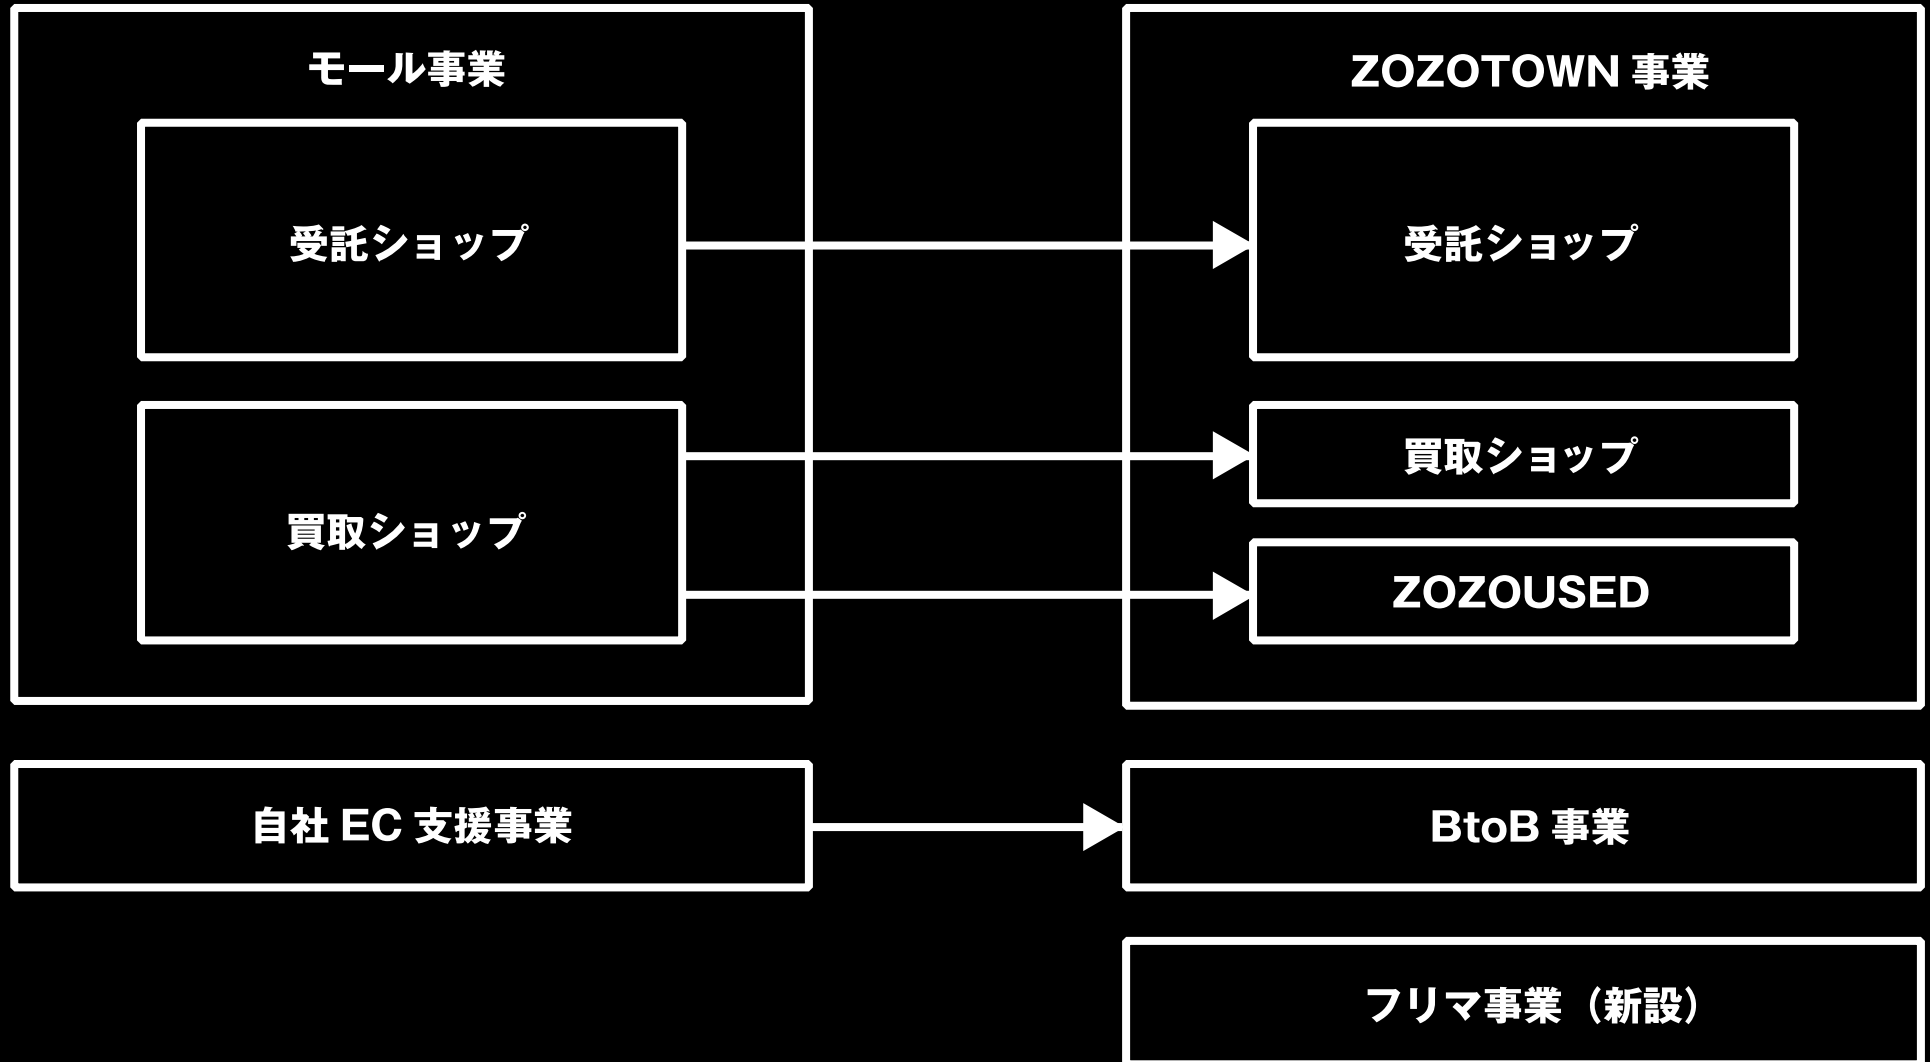 モール事業
受託ショップ
買取ショップ
自社 EC 支援事業
ZOZOTOWN 事業
受託ショップ
買取ショップ
ZOZOUSED
BtoB 事業
フリマ事業（新設）